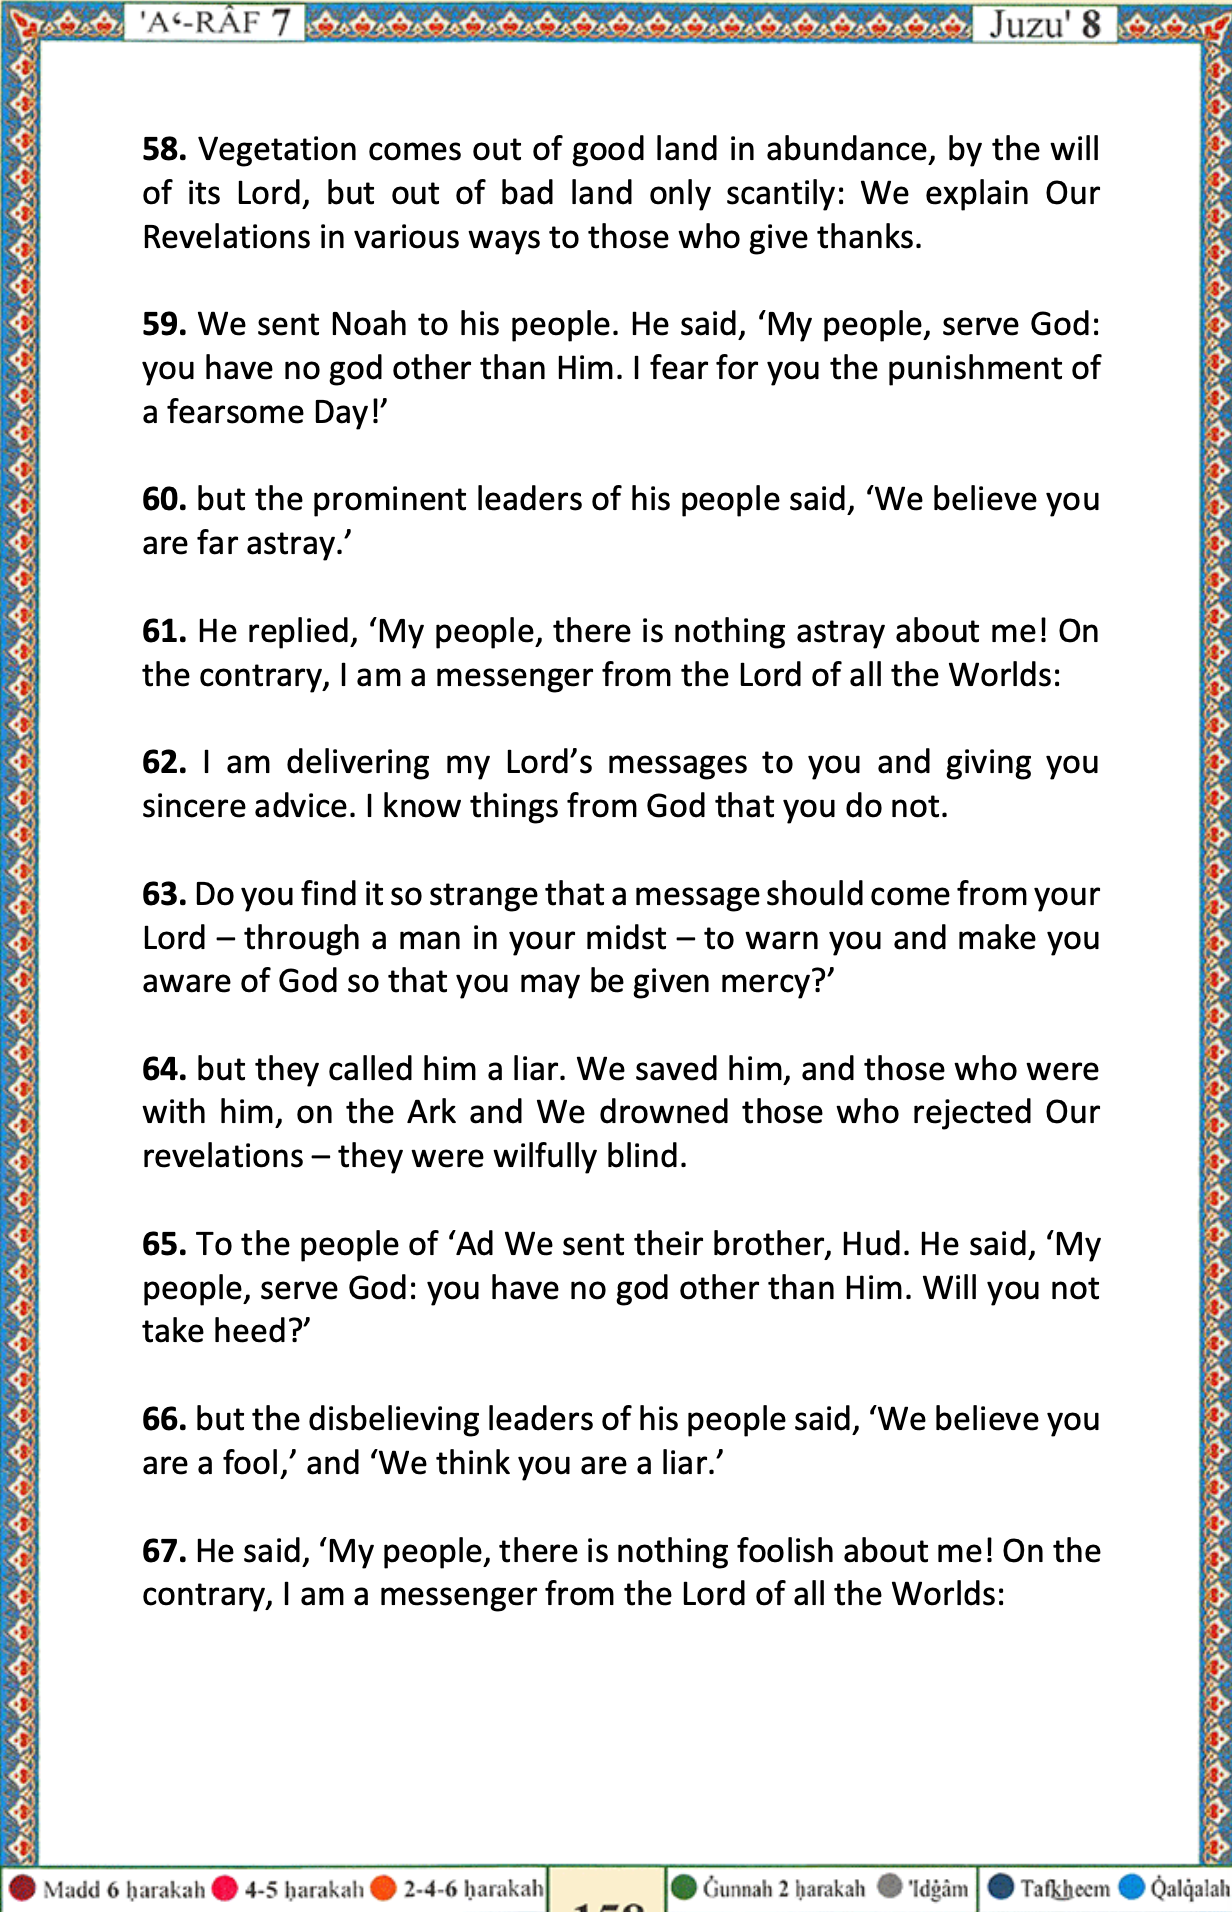 'A‘-RÂF 7
Juzu' 8
58. Vegetation comes out of good land in abundance, by the will
of its Lord, but out of bad land only scantily: We explain Our
Revelations in various ways to those who give thanks.
59. We sent Noah to his people. He said, ‘My people, serve God:
you have no god other than Him. I fear for you the punishment of
a fearsome Day!’
60. but the prominent leaders of his people said, ‘We believe you
are far astray.’
61. He replied, ‘My people, there is nothing astray about me! On
the contrary, I am a messenger from the Lord of all the Worlds:
62. I am delivering my Lord’s messages to you and giving you
sincere advice. I know things from God that you do not.
63. Do you find it so strange that a message should come from your
Lord – through a man in your midst – to warn you and make you
aware of God so that you may be given mercy?’
64. but they called him a liar. We saved him, and those who were
with him, on the Ark and We drowned those who rejected Our
revelations – they were wilfully blind.
65. To the people of ‘Ad We sent their brother, Hud. He said, ‘My
people, serve God: you have no god other than Him. Will you not
take heed?’
66. but the disbelieving leaders of his people said, ‘We believe you
are a fool,’ and ‘We think you are a liar.’
67. He said, ‘My people, there is nothing foolish about me! On the
contrary, I am a messenger from the Lord of all the Worlds:
Madd 6 ḥarakah 4-5 ḥarakah 2-4-6 ḥarakah
Ġunnah 2 ḥarakah 'Idġâm
Tafkheem Q̇alq̇alah